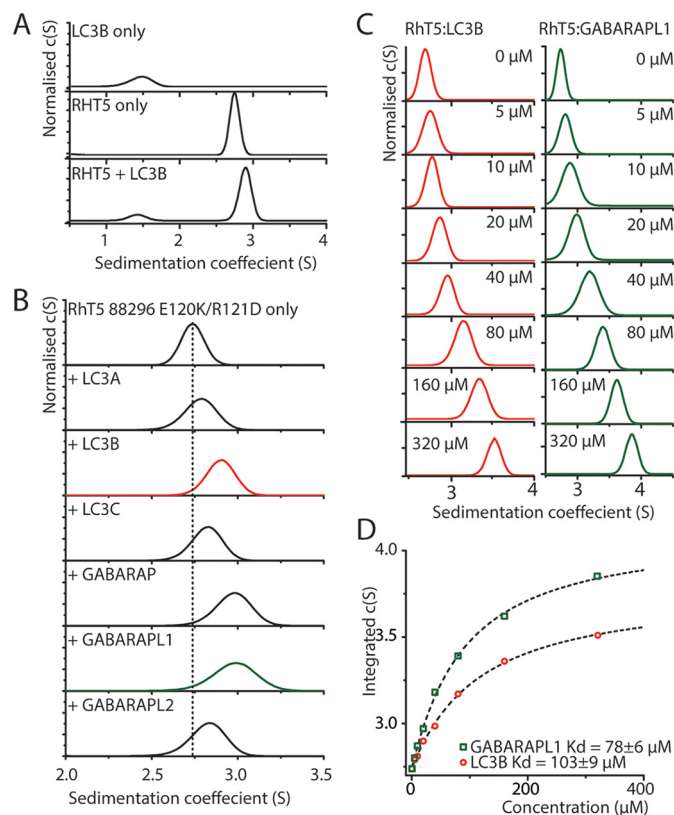 A
Normalised c(S)
LC3B only
RHT5 only
RHT5 + LC3B
1 2 3 4
Sedimentation coeffecient (S)
B
Normalised c(S)
RhT5 88296 E120K/R121D only
+ LC3A
+ LC3B
+ LC3C
+ GABARAP
+ GABARAPL1
+ GABARAPL2
2.0 2.5 3.0 3.5
Sedimentation coeffecient (S)
C
RhT5:LC3B RhT5:GABARAPL1
Normalised c(S)
0 μM 0 μM
5 μM 5 μM
10 μM 10 μM
20 μM 20 μM
40 μM 40 μM
80 μM 80 μM
160 μM 160 μM
320 μM 320 μM
3 4 3 4
Sedimentation coeffecient (S)
D
Integrated c(S)
4.0
3.5
3.0
GABARAPL1 Kd = 78±6 μM
LC3B Kd = 103±9 μM
0 200 400
Concentration (μM)